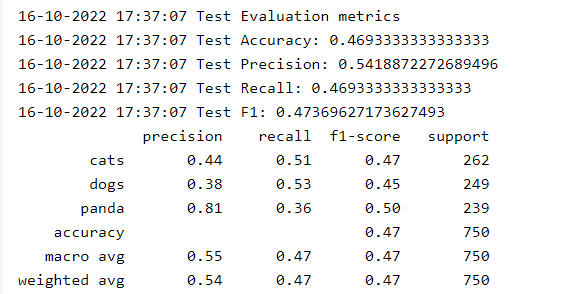 16-10-2022 17:37:07 Test Evaluation metrics
16-10-2022 17:37:07 Test Accuracy: 0.4693333333333333
16-10-2022 17:37:07 Test Precision: 0.5418872272689496
16-10-2022 17:37:07 Test Recall: 0.4693333333333333
16-10-2022 17:37:07 Test F1: 0.47369627173627493
precision recall f1-score support
cats 0.44 0.51 0.47 262
dogs 0.38 0.53 0.45 249
panda 0.81 0.36 0.50 239
accuracy 0.47 750
macro avg 0.55 0.47 0.47 750
weighted avg 0.54 0.47 0.47 750